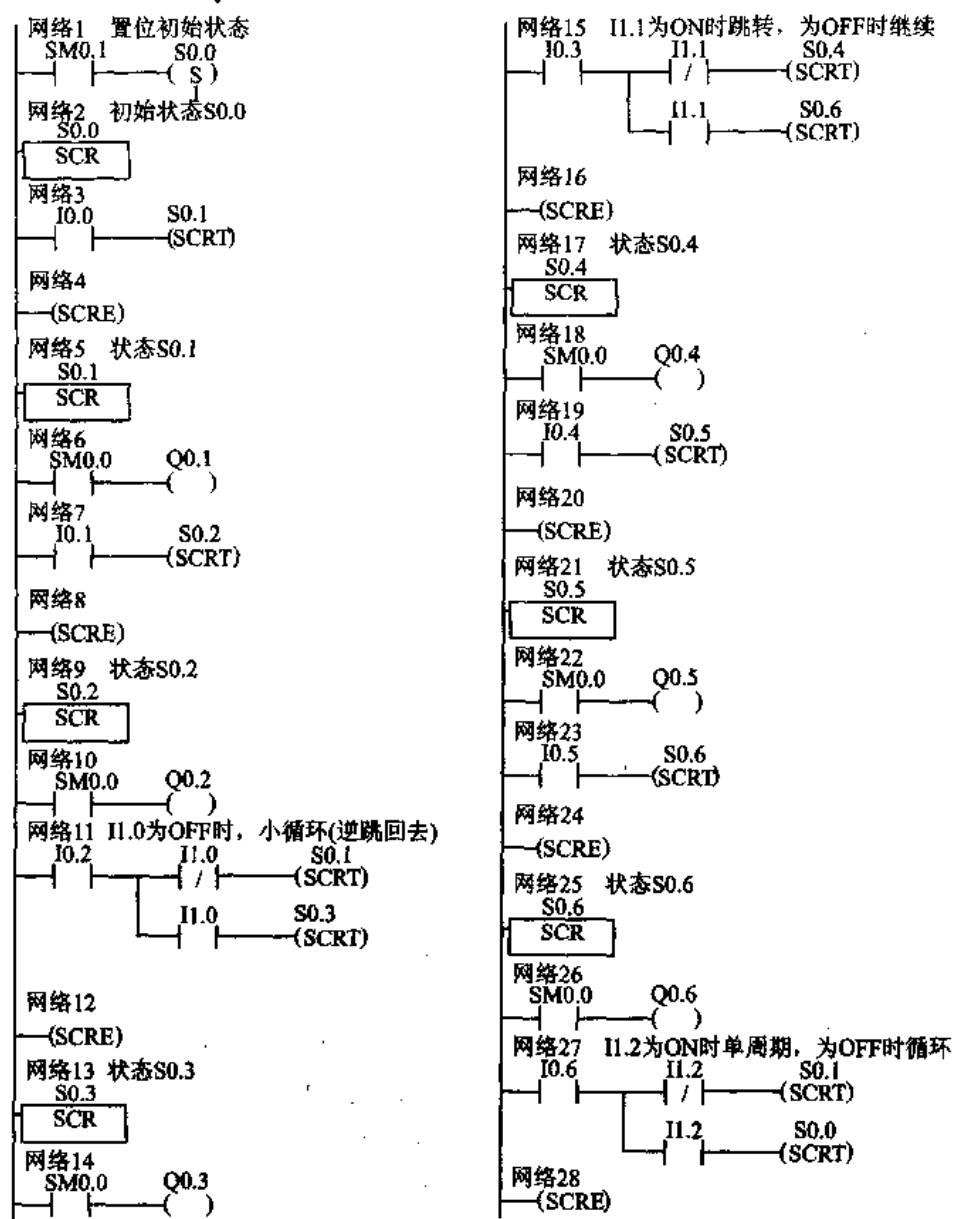 网络1 置位初始状态
SM0.1 S0.0
( S )
1
网络2 初始状态S0.0
S0.0
SCR
网络3
I0.0 S0.1
(SCRT)
网络4
(SCRE)
网络5 状态S0.1
S0.1
SCR
网络6
SM0.0 Q0.1
( )
网络7
I0.1 S0.2
(SCRT)
网络8
(SCRE)
网络9 状态S0.2
S0.2
SCR
网络10
SM0.0 Q0.2
( )
网络11 I1.0为OFF时，小循环(逆跳回去)
I0.2 I1.0 S0.1
/ (SCRT)
I1.0 S0.3
(SCRT)
网络12
(SCRE)
网络13 状态S0.3
S0.3
SCR
网络14
SM0.0 Q0.3
( )
网络15 I1.1为ON时跳转，为OFF时继续
I0.3 I1.1 S0.4
/ (SCRT)
I1.1 S0.6
(SCRT)
网络16
(SCRE)
网络17 状态S0.4
S0.4
SCR
网络18
SM0.0 Q0.4
( )
网络19
I0.4 S0.5
(SCRT)
网络20
(SCRE)
网络21 状态S0.5
S0.5
SCR
网络22
SM0.0 Q0.5
( )
网络23
I0.5 S0.6
(SCRT)
网络24
(SCRE)
网络25 状态S0.6
S0.6
SCR
网络26
SM0.0 Q0.6
( )
网络27 I1.2为ON时单周期，为OFF时循环
I0.6 I1.2 S0.1
/ (SCRT)
I1.2 S0.0
(SCRT)
网络28
(SCRE)